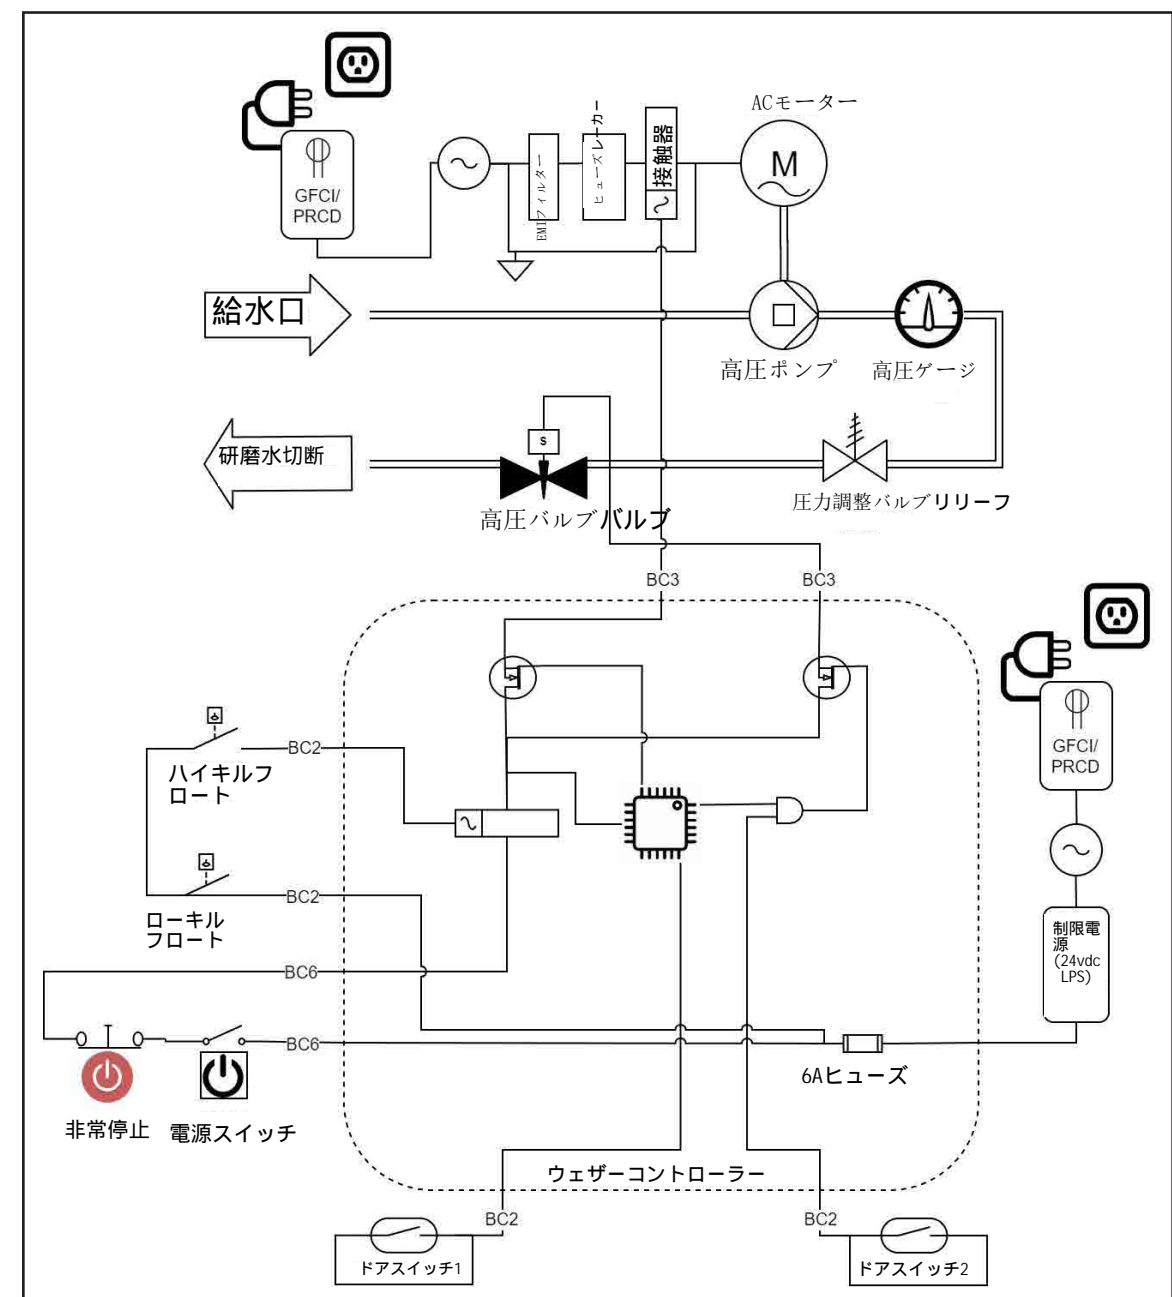 ACモーター
GFCI/
PRCD
EMIフィルター
ヒューズレーカー
接触器
M
給水口
高圧ポンプ
高圧ゲージ
研磨水切断
S
高圧バルブバルブ
圧力調整バルブリリーフ
BC3
BC3
GFCI/
PRCD
BC2
ハイキルフ
ロート
BC2
ローキル
フロート
制限電
源
(24vdc
LPS)
BC6
BC6
6Aヒューズ
非常停止
電源スイッチ
ウェザーコントローラー
BC2
BC2
ドアスイッチ1
ドアスイッチ2